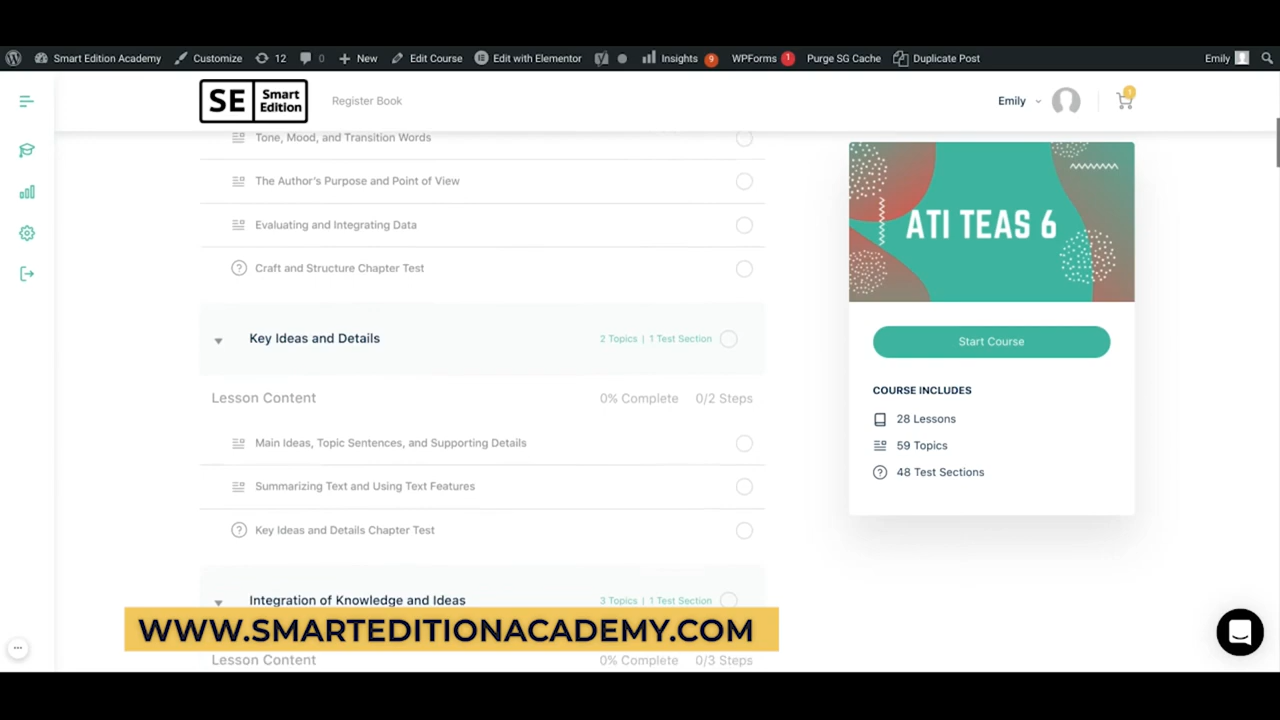 Smart Edition Academy Customize 12 0 New Edit Course Edit with Elementor Insights 9 WPForms 1 Purge SG Cache Duplicate Post Emily
SE Smart Edition Register Book Emily 1
Tone, Mood, and Transition Words
The Author's Purpose and Point of View
Evaluating and Integrating Data
Craft and Structure Chapter Test
Key Ideas and Details 2 Topics | 1 Test Section
Lesson Content 0% Complete 0/2 Steps
Main Ideas, Topic Sentences, and Supporting Details
Summarizing Text and Using Text Features
Key Ideas and Details Chapter Test
Integration of Knowledge and Ideas 3 Topics | 1 Test Section
WWW.SMARTEDITIONACADEMY.COM
Lesson Content 0% Complete 0/3 Steps
ATI TEAS 6
Start Course
COURSE INCLUDES
28 Lessons
59 Topics
48 Test Sections